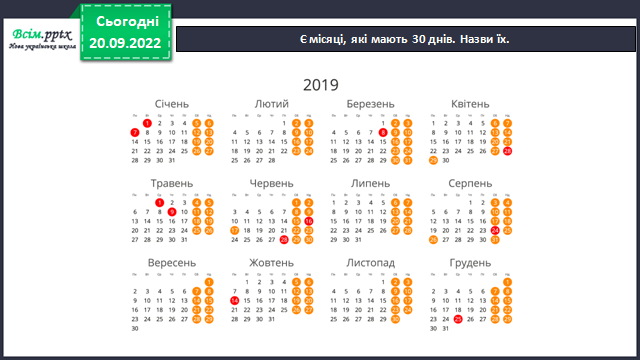 Всім.pptx
Нова українська школа
Сьогодні
20.09.2022
Є місяці, які мають 30 днів. Назви їх.
2019
Січень
1 2 3 4 5 6
7 8 9 10 11 12 13
14 15 16 17 18 19 20
21 22 23 24 25 26 27
28 29 30 31
Лютий
1 2 3
4 5 6 7 8 9 10
11 12 13 14 15 16 17
18 19 20 21 22 23 24
25 26 27 28
Березень
1 2 3
4 5 6 7 8 9 10
11 12 13 14 15 16 17
18 19 20 21 22 23 24
25 26 27 28 29 30 31
Квітень
1 2 3 4 5 6 7
8 9 10 11 12 13 14
15 16 17 18 19 20 21
22 23 24 25 26 27 28
29 30
Травень
1 2 3 4 5
6 7 8 9 10 11 12
13 14 15 16 17 18 19
20 21 22 23 24 25 26
27 28 29 30 31
Червень
1 2
3 4 5 6 7 8 9
10 11 12 13 14 15 16
17 18 19 20 21 22 23
24 25 26 27 28 29 30
Липень
1 2 3 4 5 6 7
8 9 10 11 12 13 14
15 16 17 18 19 20 21
22 23 24 25 26 27 28
29 30 31
Серпень
1 2 3 4
5 6 7 8 9 10 11
12 13 14 15 16 17 18
19 20 21 22 23 24 25
26 27 28 29 30 31
Вересень
1
2 3 4 5 6 7 8
9 10 11 12 13 14 15
16 17 18 19 20 21 22
23 24 25 26 27 28 29
30
Жовтень
1 2 3 4 5 6
7 8 9 10 11 12 13
14 15 16 17 18 19 20
21 22 23 24 25 26 27
28 29 30 31
Листопад
1 2 3
4 5 6 7 8 9 10
11 12 13 14 15 16 17
18 19 20 21 22 23 24
25 26 27 28 29 30
Грудень
1
2 3 4 5 6 7 8
9 10 11 12 13 14 15
16 17 18 19 20 21 22
23 24 25 26 27 28 29
30 31